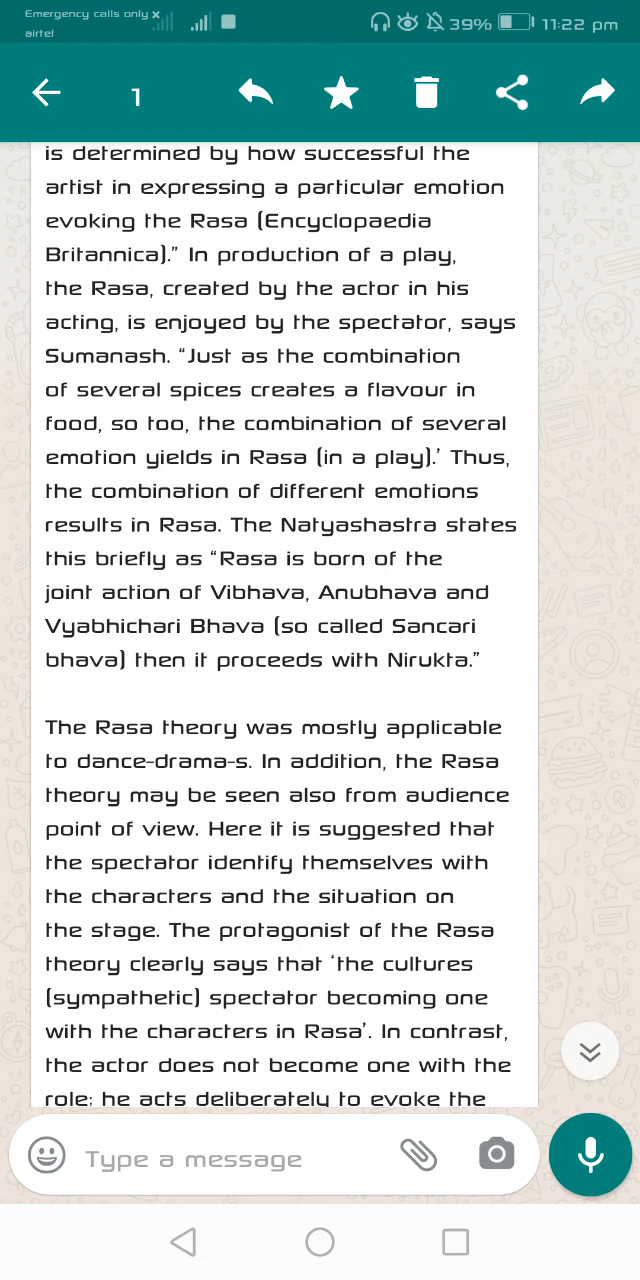 Emergency calls only
airtel
39%
11:22 pm
1
is determined by how successful the
artist in expressing a particular emotion
evoking the Rasa (Encyclopaedia
Britannica).” In production of a play,
the Rasa, created by the actor in his
acting, is enjoyed by the spectator, says
Sumanash. “Just as the combination
of several spices creates a flavour in
food, so too, the combination of several
emotion yields in Rasa (in a play).’ Thus,
the combination of different emotions
results in Rasa. The Natyashastra states
this briefly as “Rasa is born of the
joint action of Vibhava, Anubhava and
Vyabhichari Bhava (so called Sancari
bhava) then it proceeds with Nirukta.”
The Rasa theory was mostly applicable
to dance-drama-s. In addition, the Rasa
theory may be seen also from audience
point of view. Here it is suggested that
the spectator identify themselves with
the characters and the situation on
the stage. The protagonist of the Rasa
theory clearly says that ‘the cultures
(sympathetic) spectator becoming one
with the characters in Rasa’. In contrast,
the actor does not become one with the
role; he acts deliberately to evoke the
Type a message